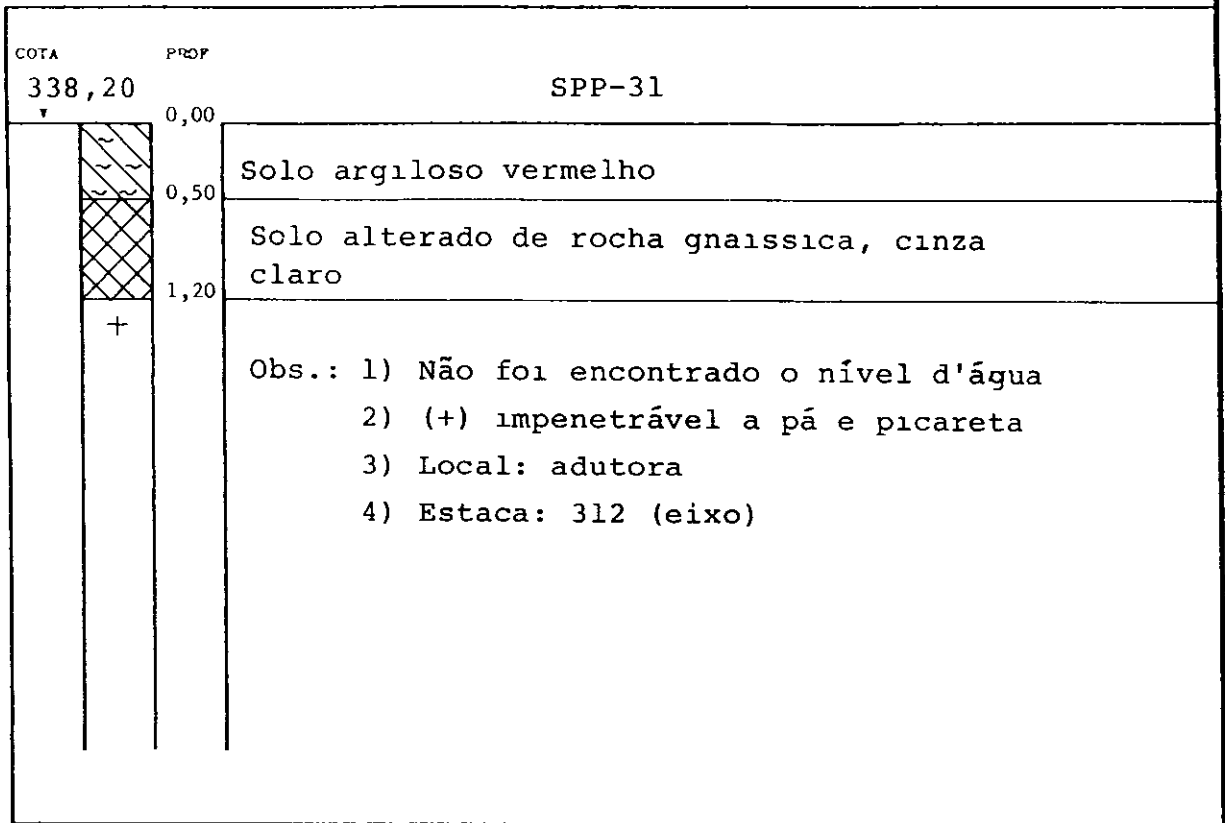 COTA PROF
338,20 SPP-31
0,00
Solo argiloso vermelho
0,50
Solo alterado de rocha gnaissica, cinza
claro
1,20
+
Obs.: 1) Não foi encontrado o nível d'água
2) (+) impenetrável a pá e picareta
3) Local: adutora
4) Estaca: 312 (eixo)